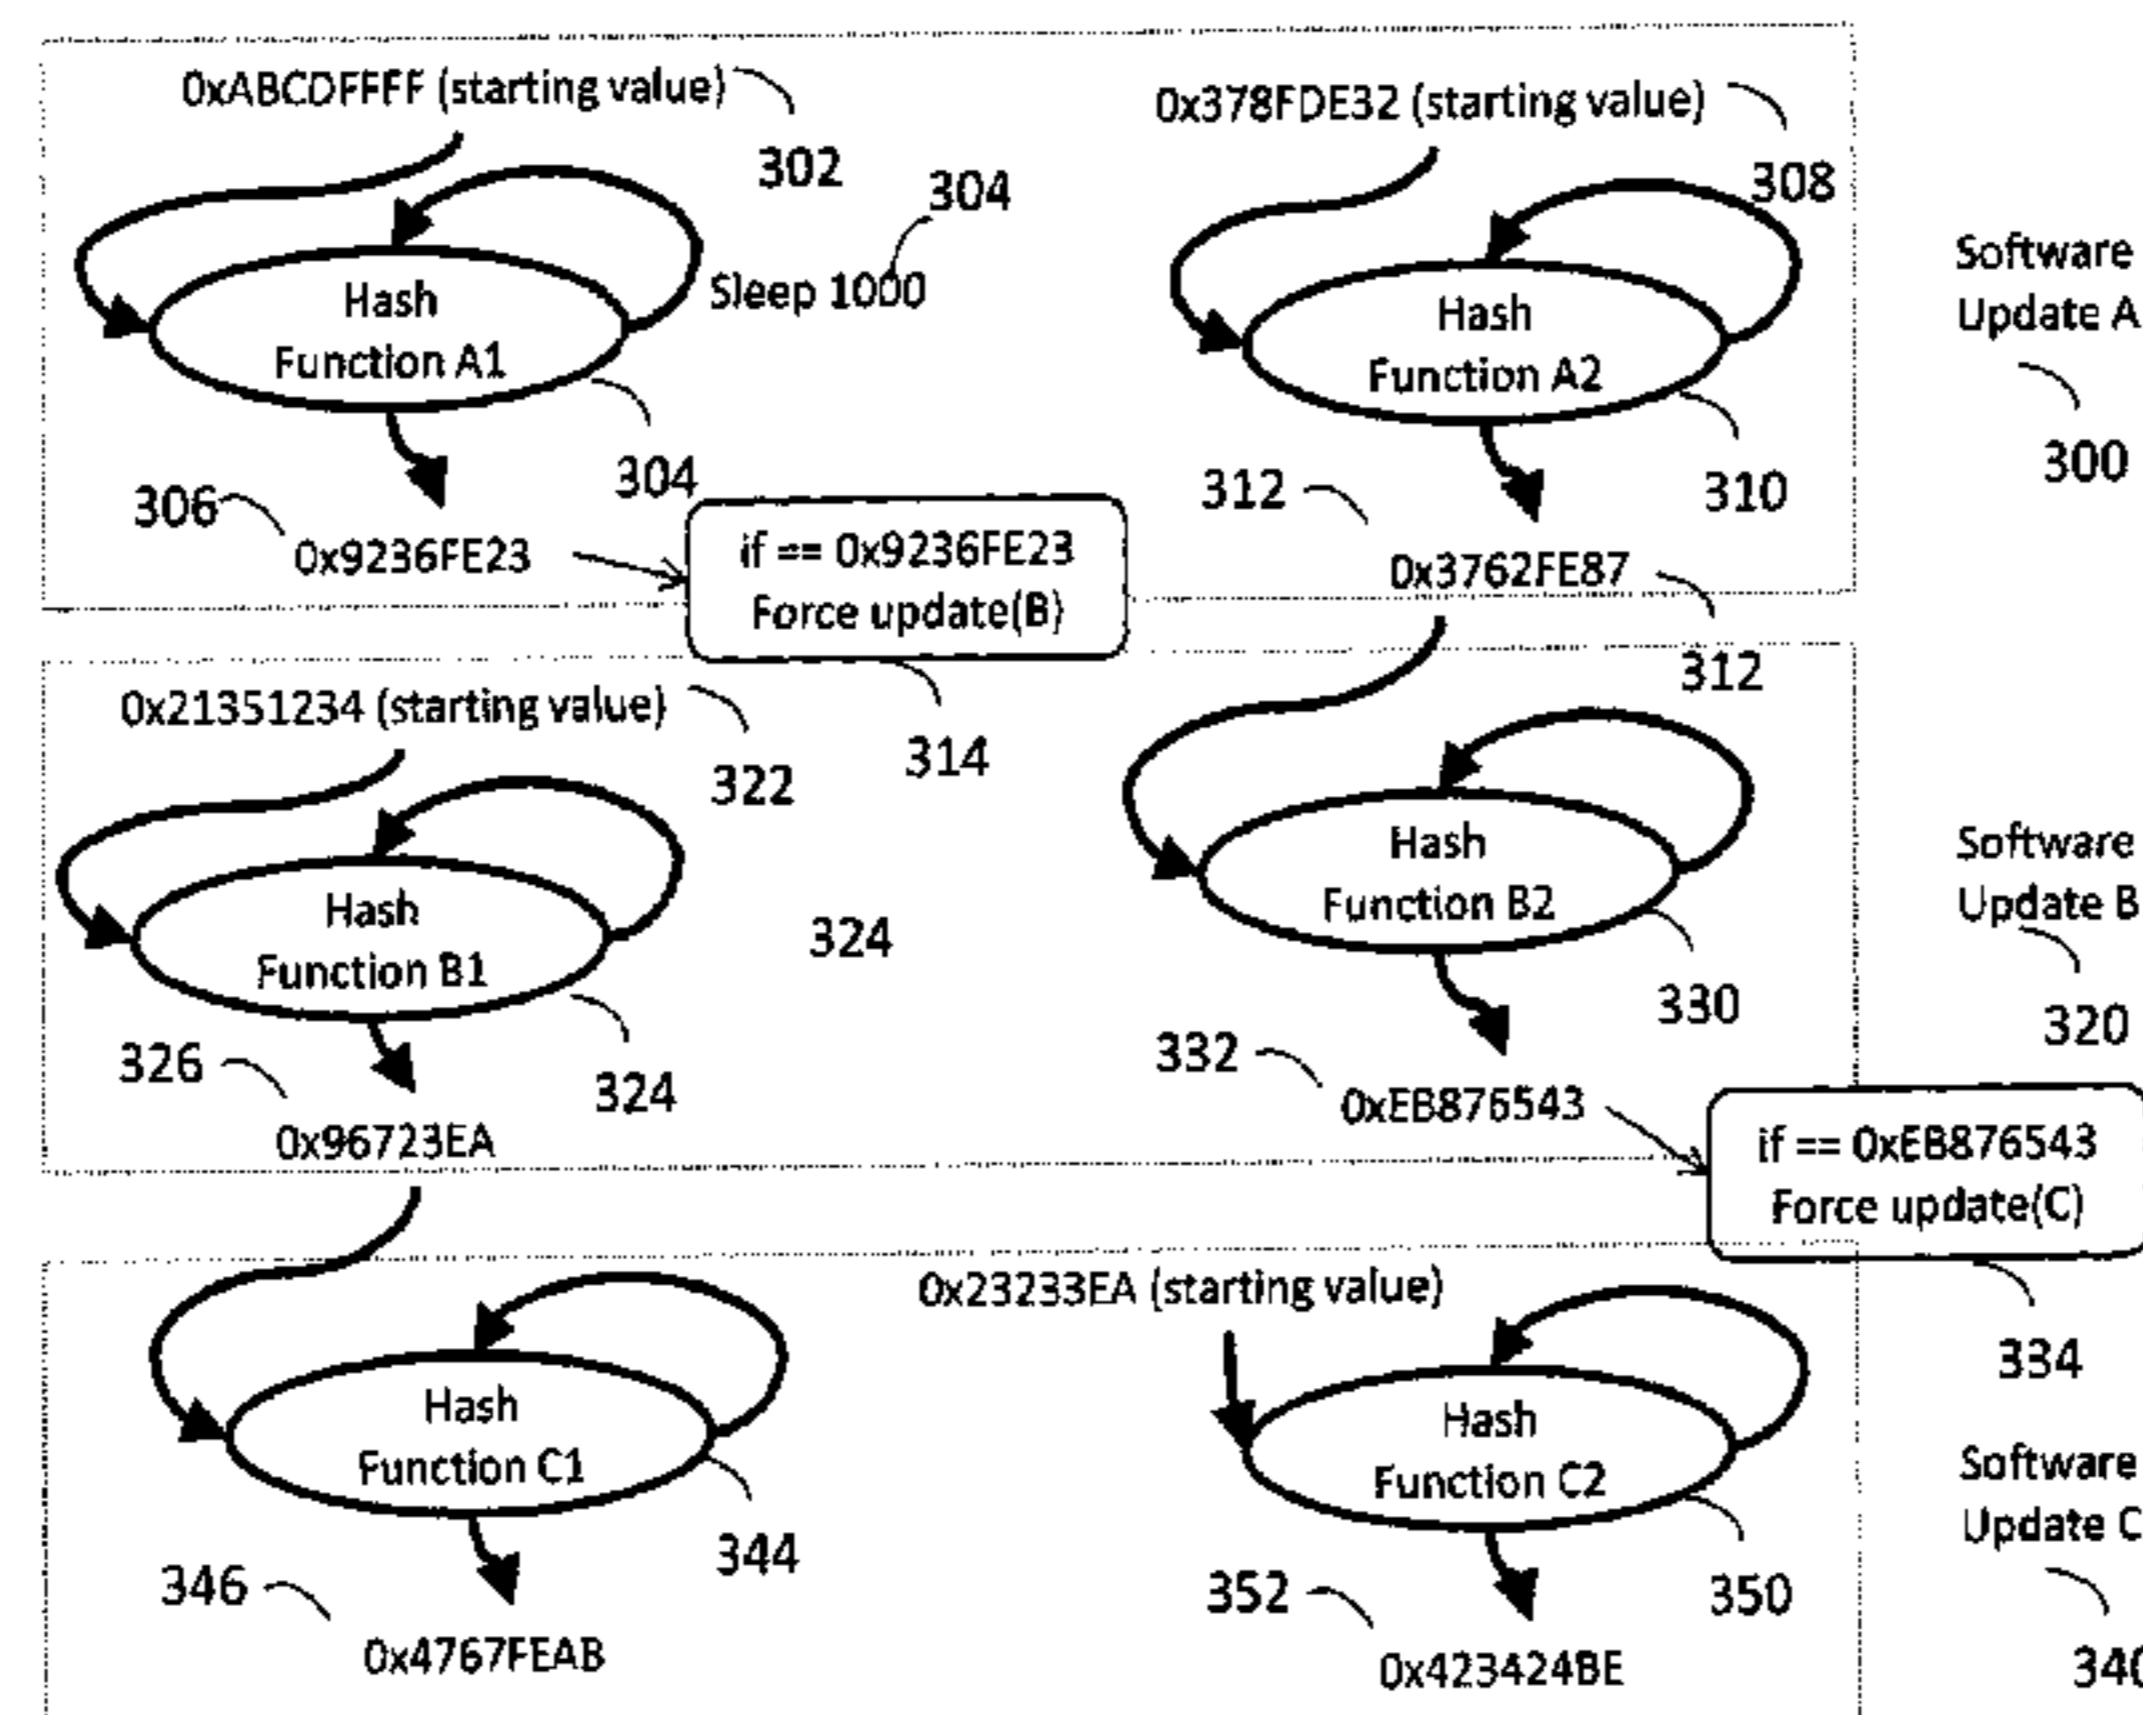 0xABCDFFFF (starting value)
302
304
Sleep 1000
Hash
Function A1
304
306
0x9236FE23
if == 0x9236FE23
Force update(B)
314
0x378FDE32 (starting value)
308
Hash
Function A2
310
312
0x3762FE87
312
Software
Update A
300
0x21351234 (starting value)
322
324
Hash
Function B1
324
326
0x96723EA
Hash
Function B2
330
332
0xEB876543
if == 0xEB876543
Force update(C)
334
Software
Update B
320
Hash
Function C1
344
346
0x4767FEAB
0x23233EA (starting value)
Hash
Function C2
350
352
0x423424BE
Software
Update C
340